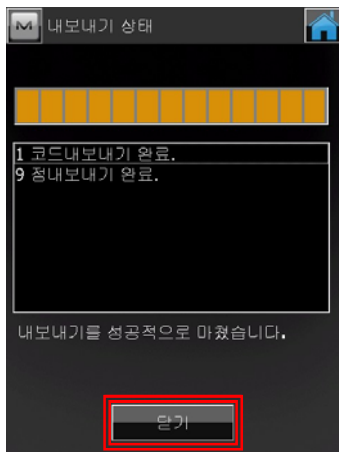 M 내보내기 상태
1 코드내보내기 완료.
9 정내보내기 완료.
내보내기를 성공적으로 마쳤습니다.
닫기